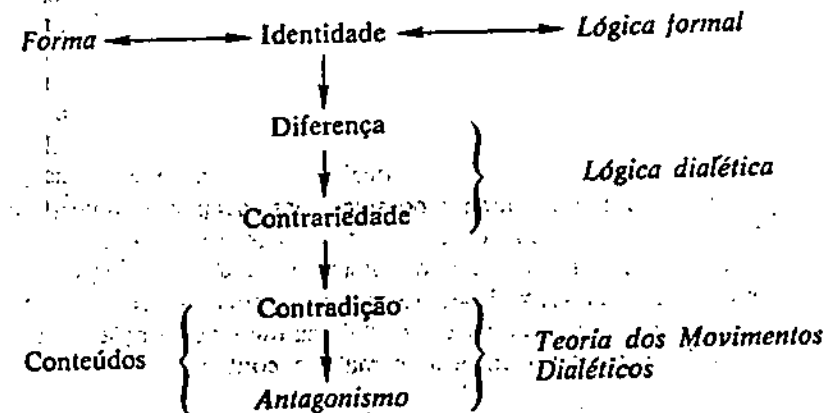 Forma Identidade Lógica formal
Diferença
Lógica dialética
Contrariedade
Contradição
Conteúdos Teoria dos Movimentos
Dialéticos
Antagonismo